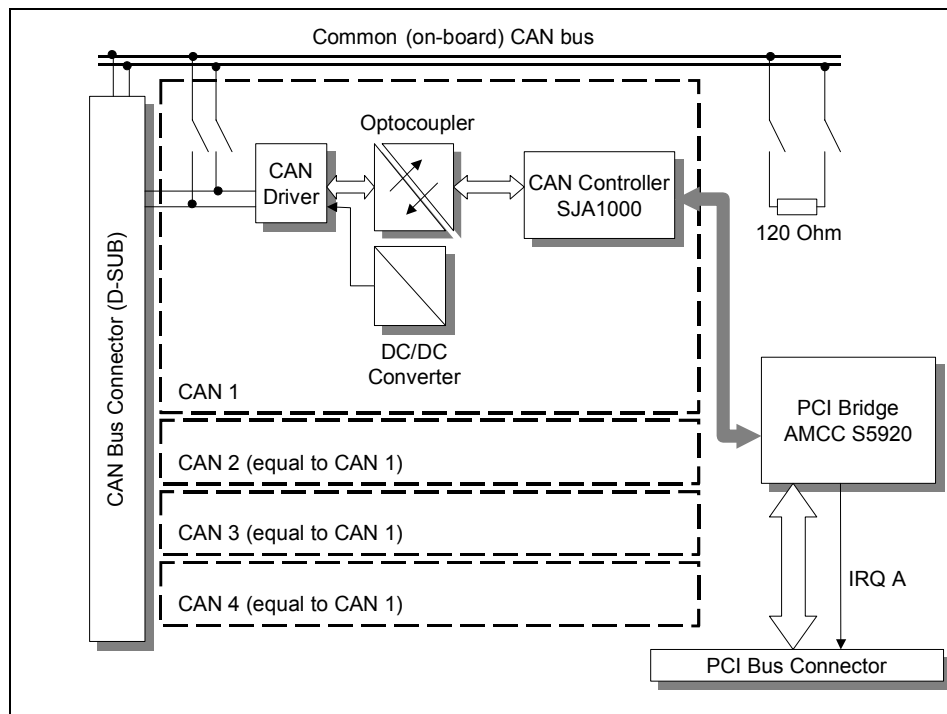 Common (on-board) CAN bus
Optocoupler
CAN
Driver
CAN Controller
SJA1000
120 Ohm
CAN Bus Connector (D-SUB)
DC/DC
Converter
CAN 1
PCI Bridge
AMCC S5920
CAN 2 (equal to CAN 1)
CAN 3 (equal to CAN 1)
CAN 4 (equal to CAN 1)
IRQ A
PCI Bus Connector